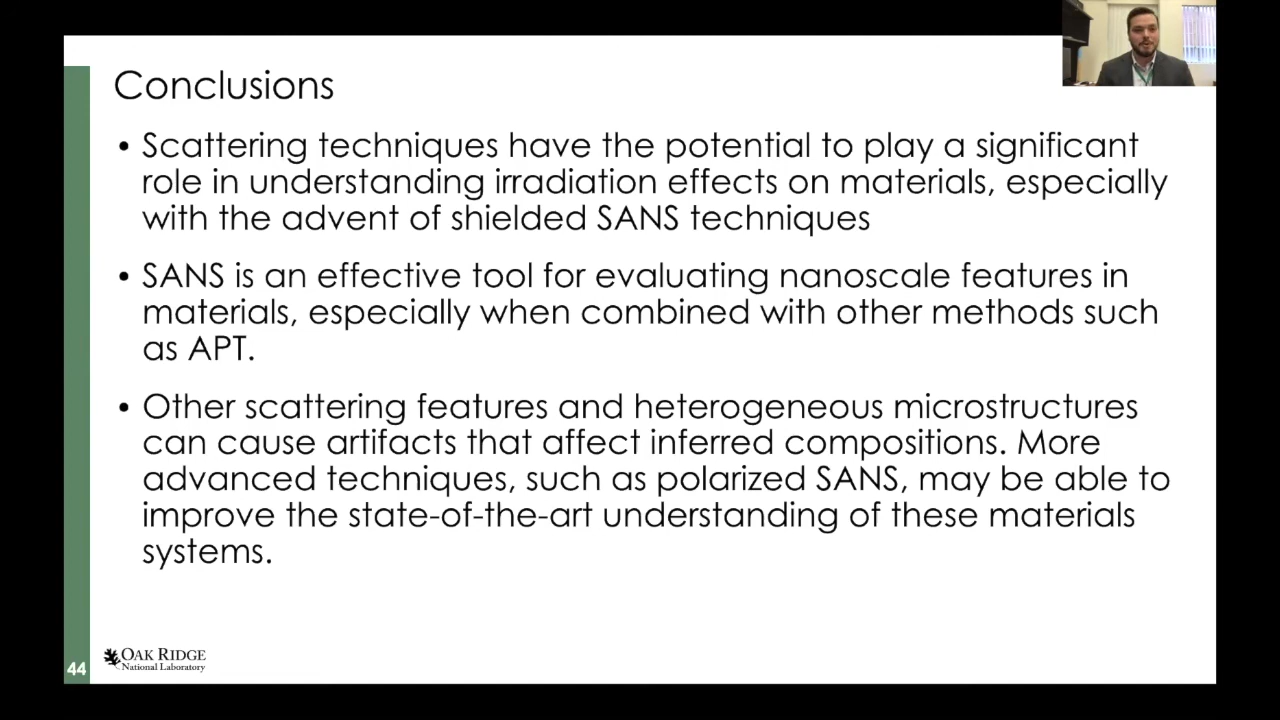 Conclusions
• Scattering techniques have the potential to play a significant
role in understanding irradiation effects on materials, especially
with the advent of shielded SANS techniques
• SANS is an effective tool for evaluating nanoscale features in
materials, especially when combined with other methods such
as APT.
• Other scattering features and heterogeneous microstructures
can cause artifacts that affect inferred compositions. More
advanced techniques, such as polarized SANS, may be able to
improve the state-of-the-art understanding of these materials
systems.
44
OAK RIDGE
National Laboratory